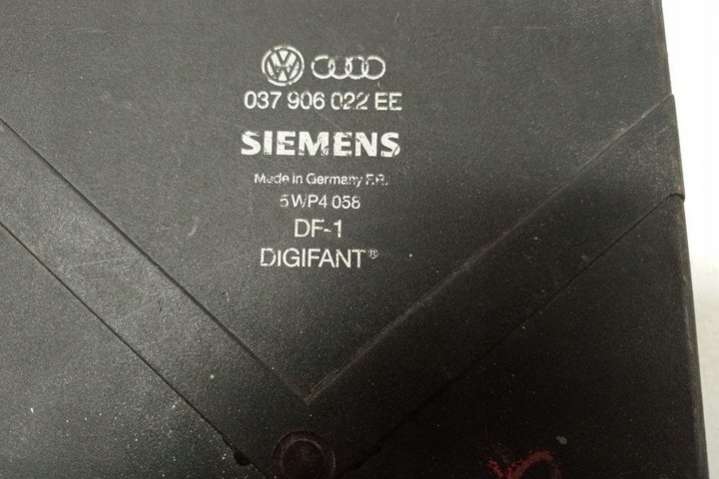 037 906 022 EE
SIEMENS
Made in Germany F.R.
5WP4 058
DF-1
DIGIFANT®